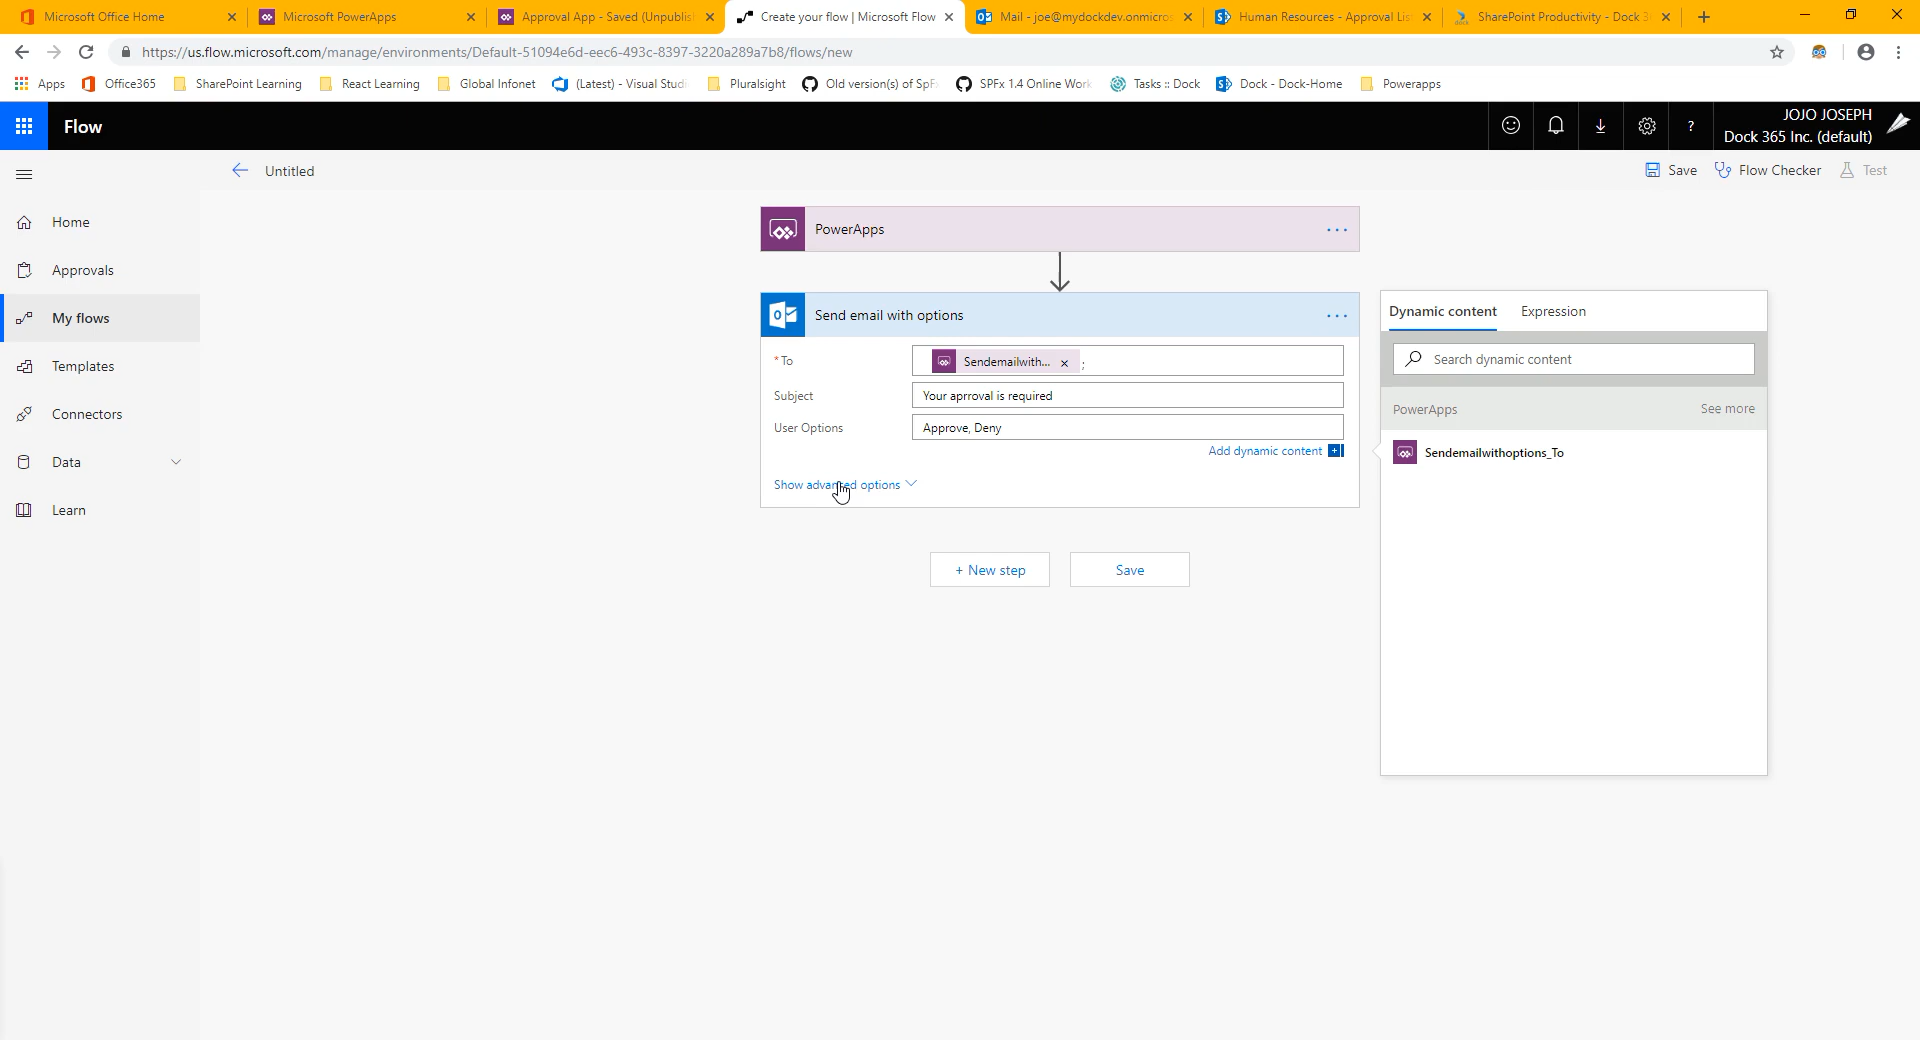 Microsoft Office Home
Microsoft PowerApps
Approval App - Saved (Unpublis
Create your flow | Microsoft Flow
Mail - joe@mydockdev.onmicros
Human Resources - Approval Lis
SharePoint Productivity - Dock 3
https://us.flow.microsoft.com/manage/environments/Default-51094e6d-eec6-493c-8397-3220a289a7b8/flows/new
Apps
Office365
SharePoint Learning
React Learning
Global Infonet
(Latest) - Visual Studi
Pluralsight
Old version(s) of SpFx
SPFx 1.4 Online Work
Tasks :: Dock
Dock - Dock-Home
Powerapps
Flow
?
JOJO JOSEPH
Dock 365 Inc. (default)
Untitled
Save
Flow Checker
Test
Home
Approvals
My flows
Templates
Connectors
Data
Learn
PowerApps
...
Send email with options
...
* To
Sendemailwith... x ;
Subject
Your aprroval is required
User Options
Approve, Deny
Add dynamic content +
Show advanced options
+ New step
Save
Dynamic content
Expression
Search dynamic content
PowerApps
See more
Sendemailwithoptions_To